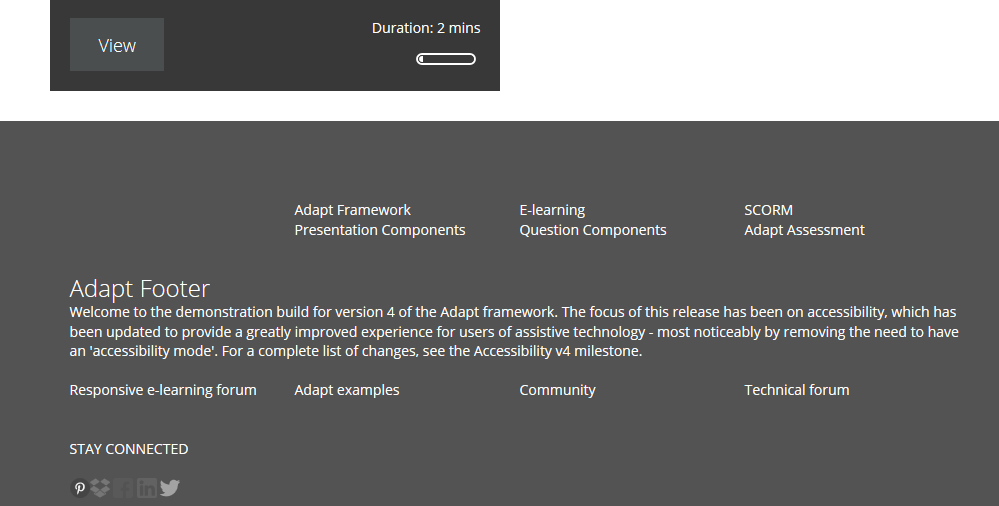 View
Duration: 2 mins
Adapt Framework
E-learning
SCORM
Presentation Components
Question Components
Adapt Assessment
Adapt Footer
Welcome to the demonstration build for version 4 of the Adapt framework. The focus of this release has been on accessibility, which has
been updated to provide a greatly improved experience for users of assistive technology - most noticeably by removing the need to have
an 'accessibility mode'. For a complete list of changes, see the Accessibility v4 milestone.
Responsive e-learning forum
Adapt examples
Community
Technical forum
STAY CONNECTED